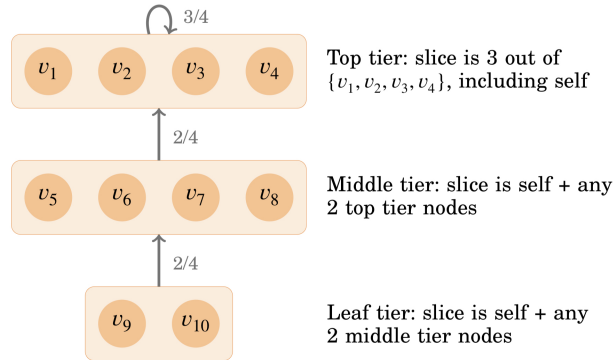 3/4
v₁ v₂ v₃ v₄
Top tier: slice is 3 out of
{v₁, v₂, v₃, v₄}, including self
2/4
v₅ v₆ v₇ v₈
Middle tier: slice is self + any
2 top tier nodes
2/4
v₉ v₁₀
Leaf tier: slice is self + any
2 middle tier nodes